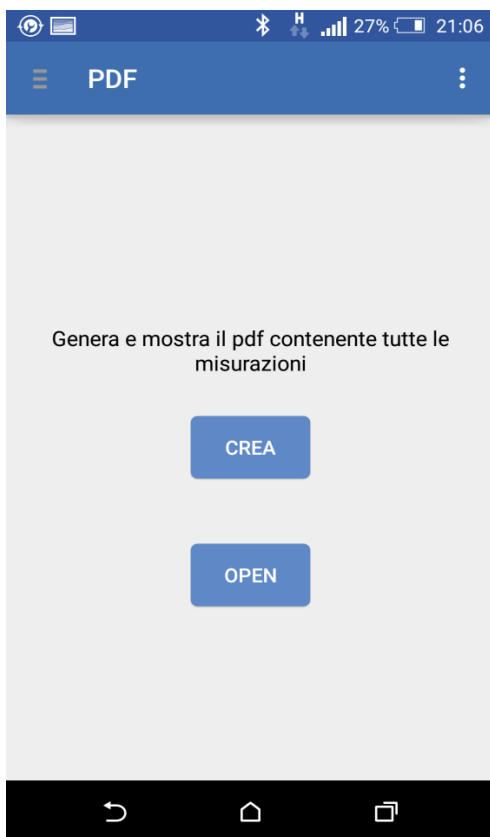 H
27% 21:06
PDF
Genera e mostra il pdf contenente tutte le
misurazioni
CREA
OPEN